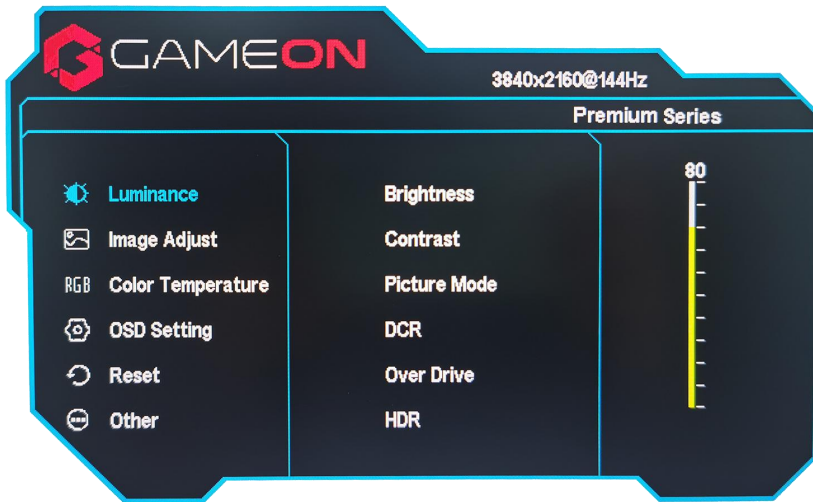 GAMEON
3840x2160@144Hz
Premium Series
Luminance
Image Adjust
RGB Color Temperature
OSD Setting
Reset
Other
Brightness
Contrast
Picture Mode
DCR
Over Drive
HDR
80